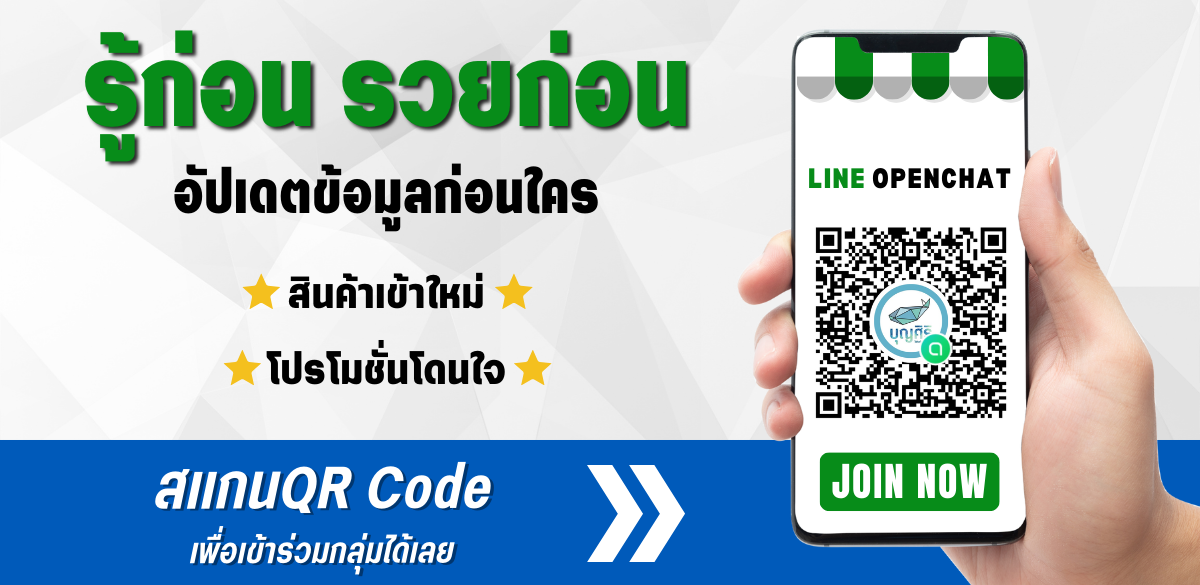 รู้ก่อน รวยก่อน
อัปเดตข้อมูลก่อนใคร
สินค้าเข้าใหม่
โปรโมชั่นโดนใจ
สแกนQR Code
เพื่อเข้าร่วมกลุ่มได้เลย
LINE OPENCHAT
บุญศิริ
JOIN NOW